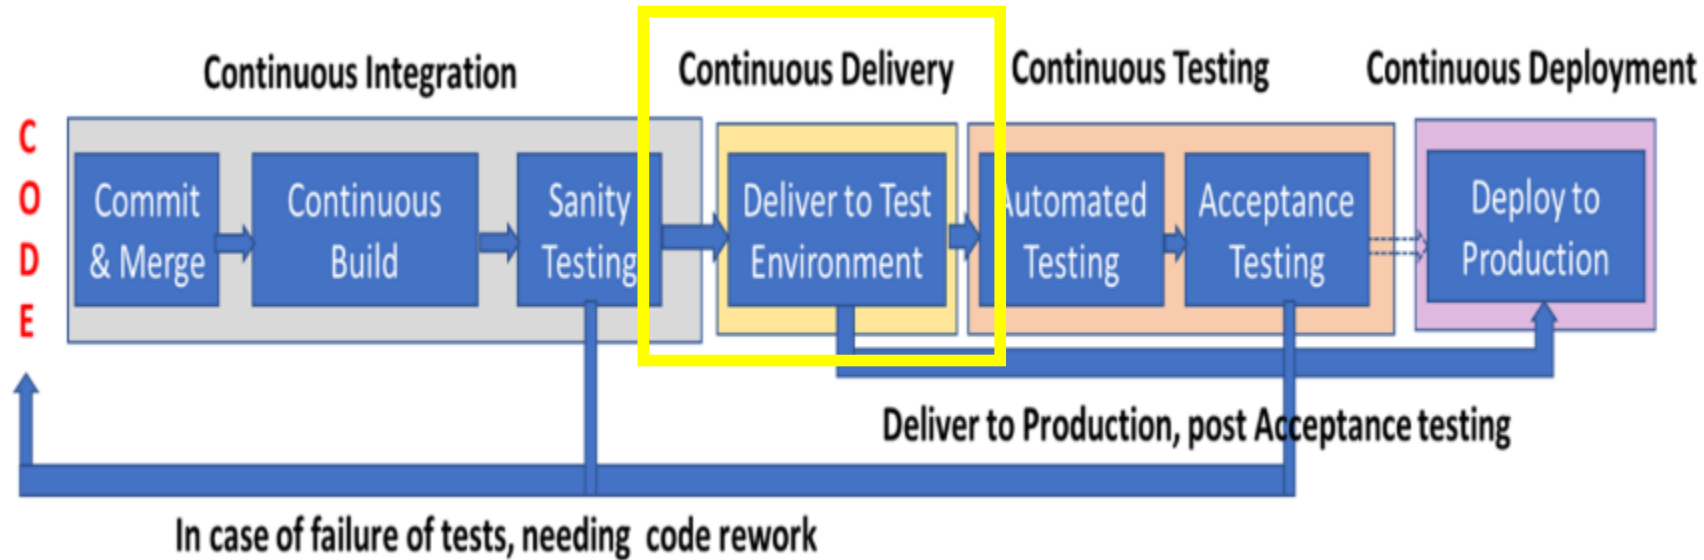 Continuous Integration
Continuous Delivery
Continuous Testing
Continuous Deployment
CODE
Commit
& Merge
Continuous
Build
Sanity
Testing
Deliver to Test
Environment
Automated
Testing
Acceptance
Testing
Deploy to
Production
Deliver to Production, post Acceptance testing
In case of failure of tests, needing code rework